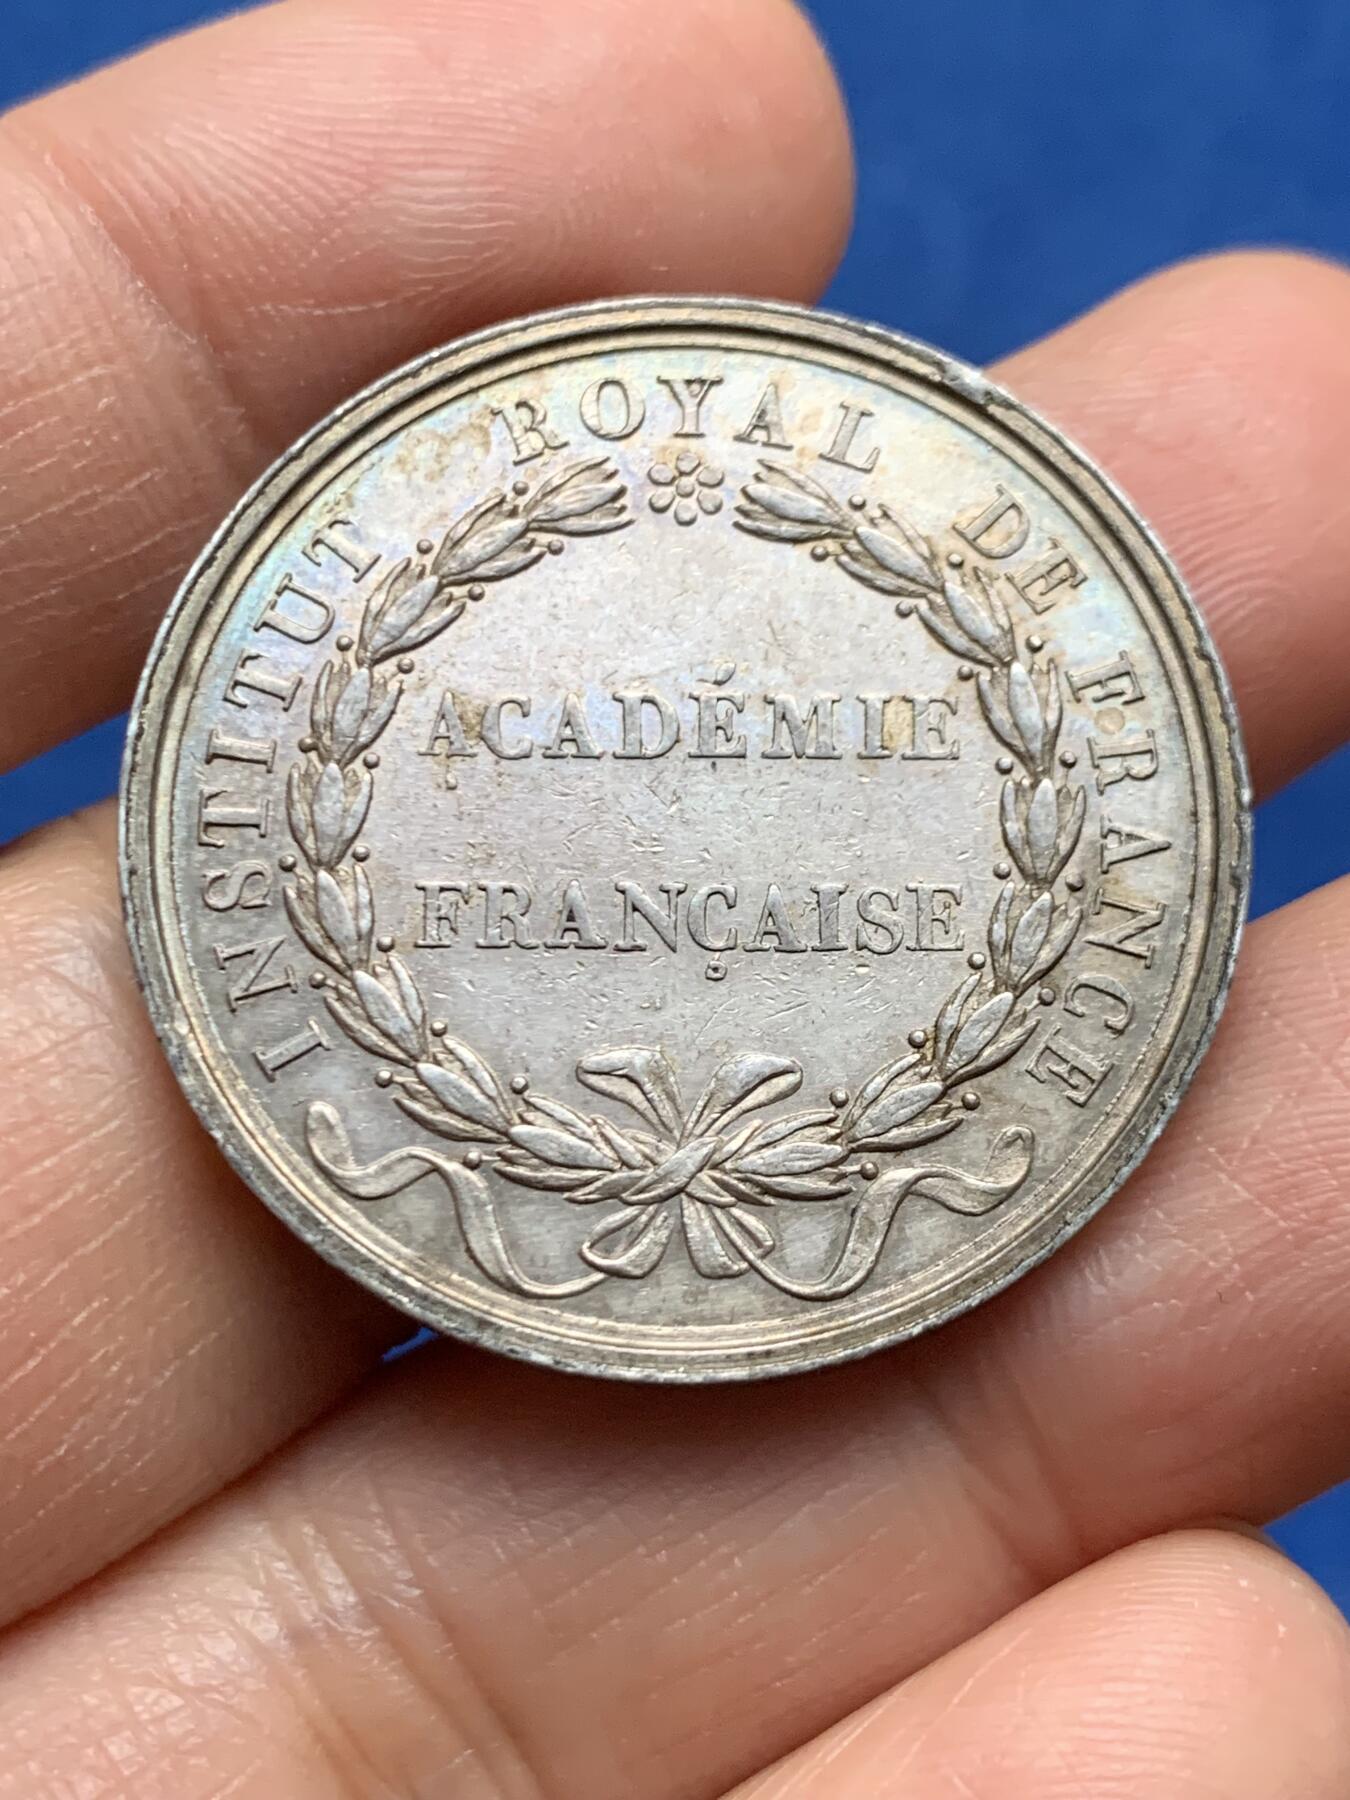 INSTITUT ROYAL DE FRANCE
ACADÉMIE
FRANÇAISE